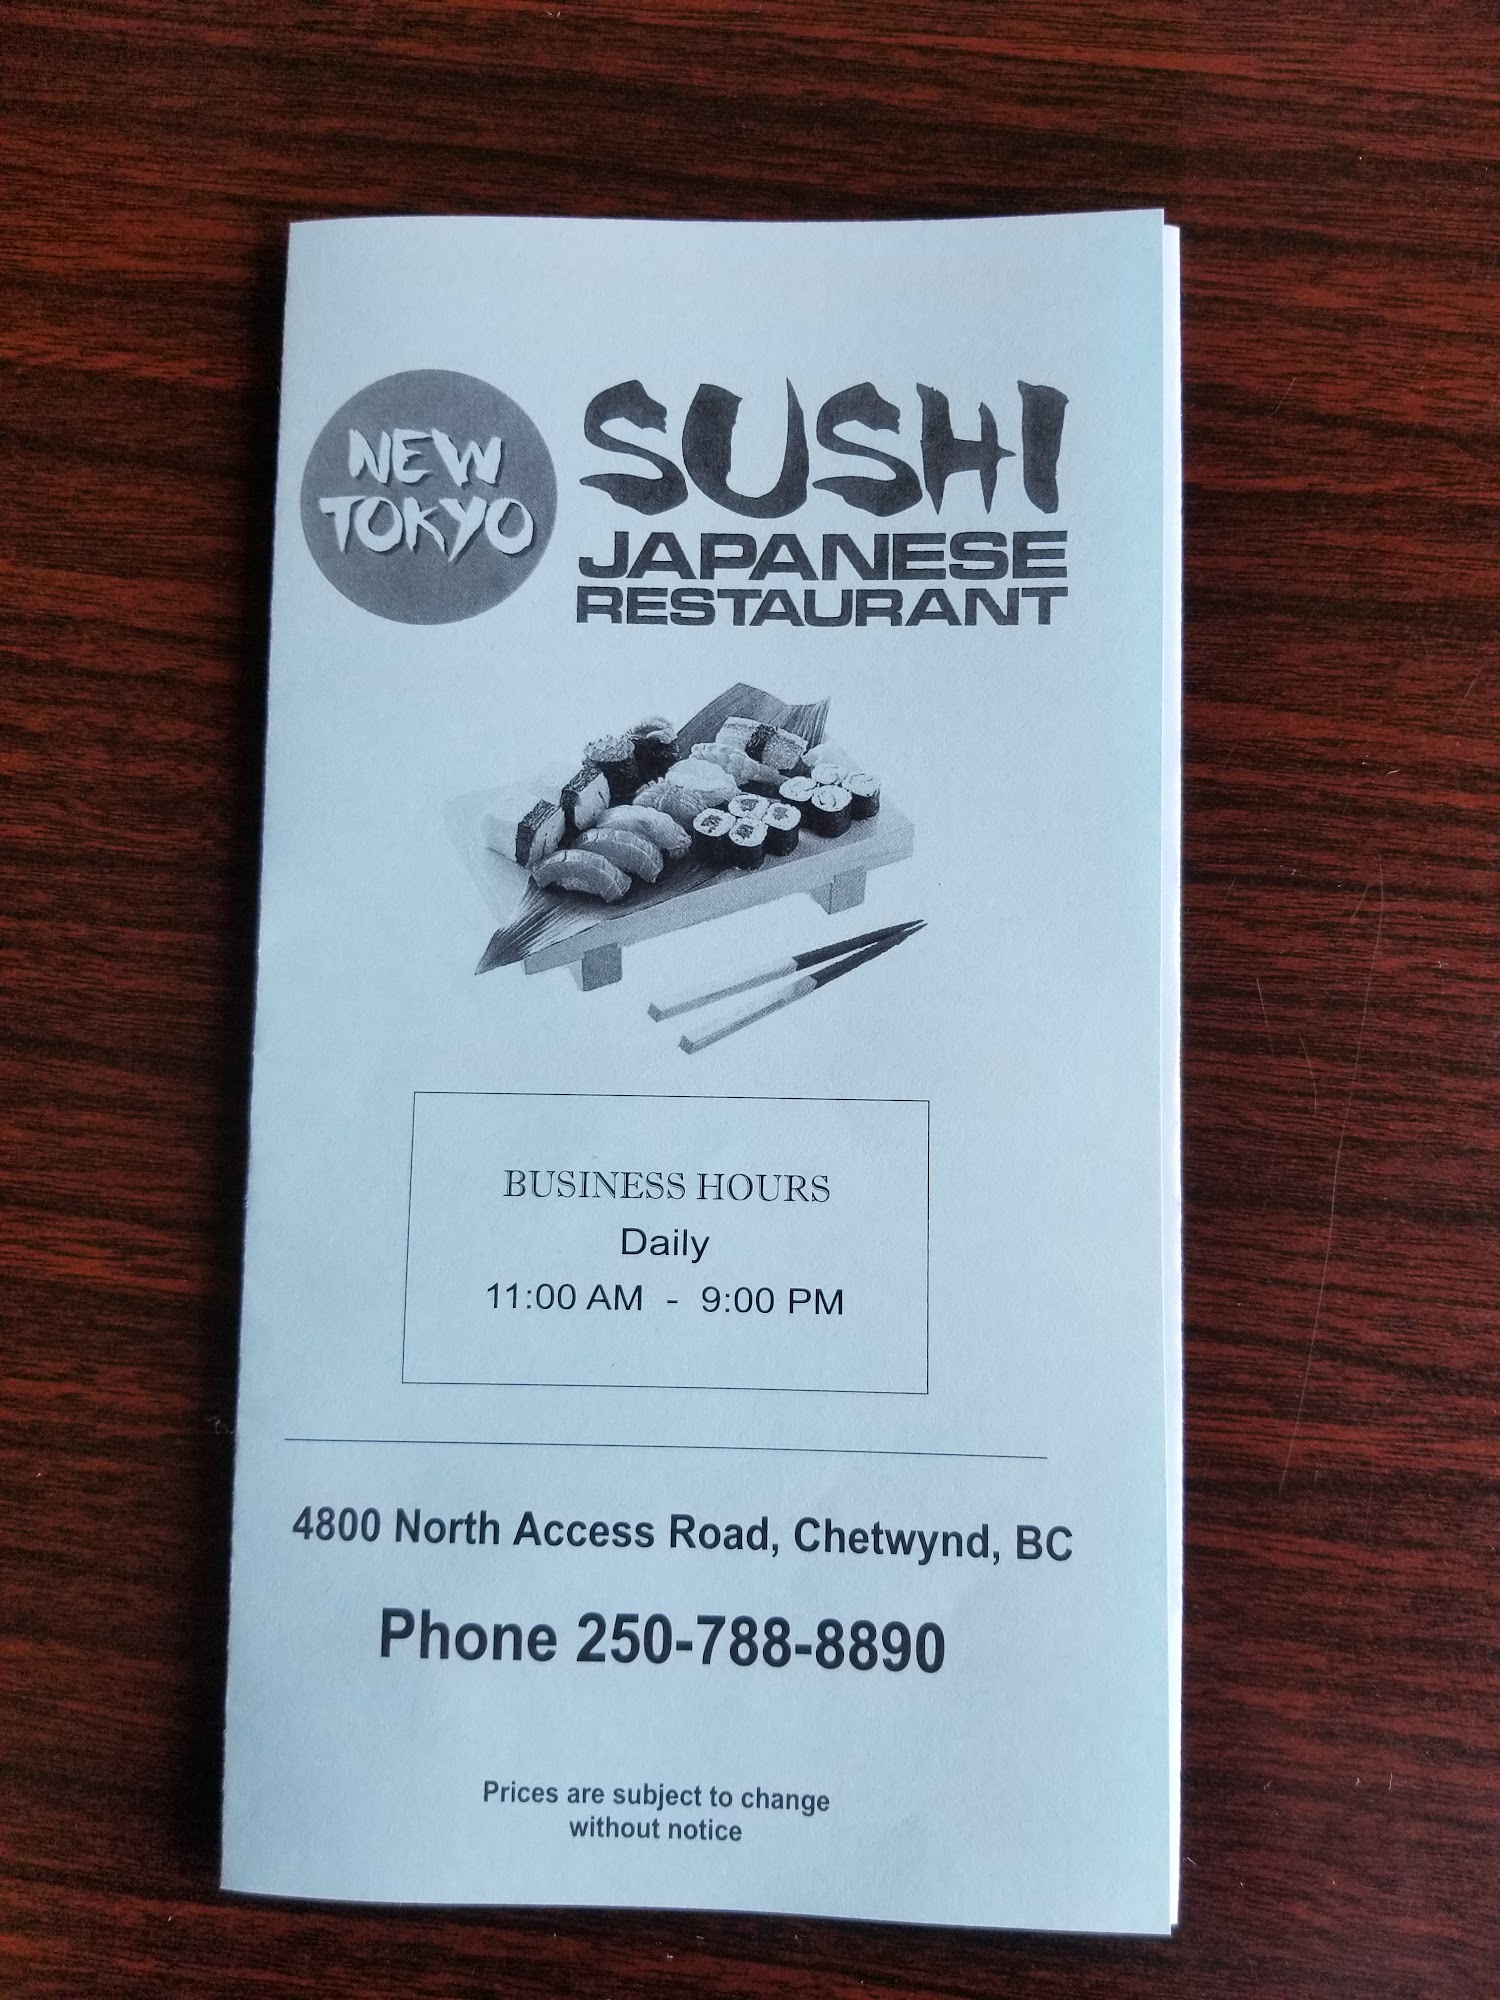 NEW
TOKYO
SUSHI
JAPANESE
RESTAURANT
BUSINESS HOURS
Daily
11:00 AM - 9:00 PM
4800 North Access Road, Chetwynd, BC
Phone 250-788-8890
Prices are subject to change
without notice